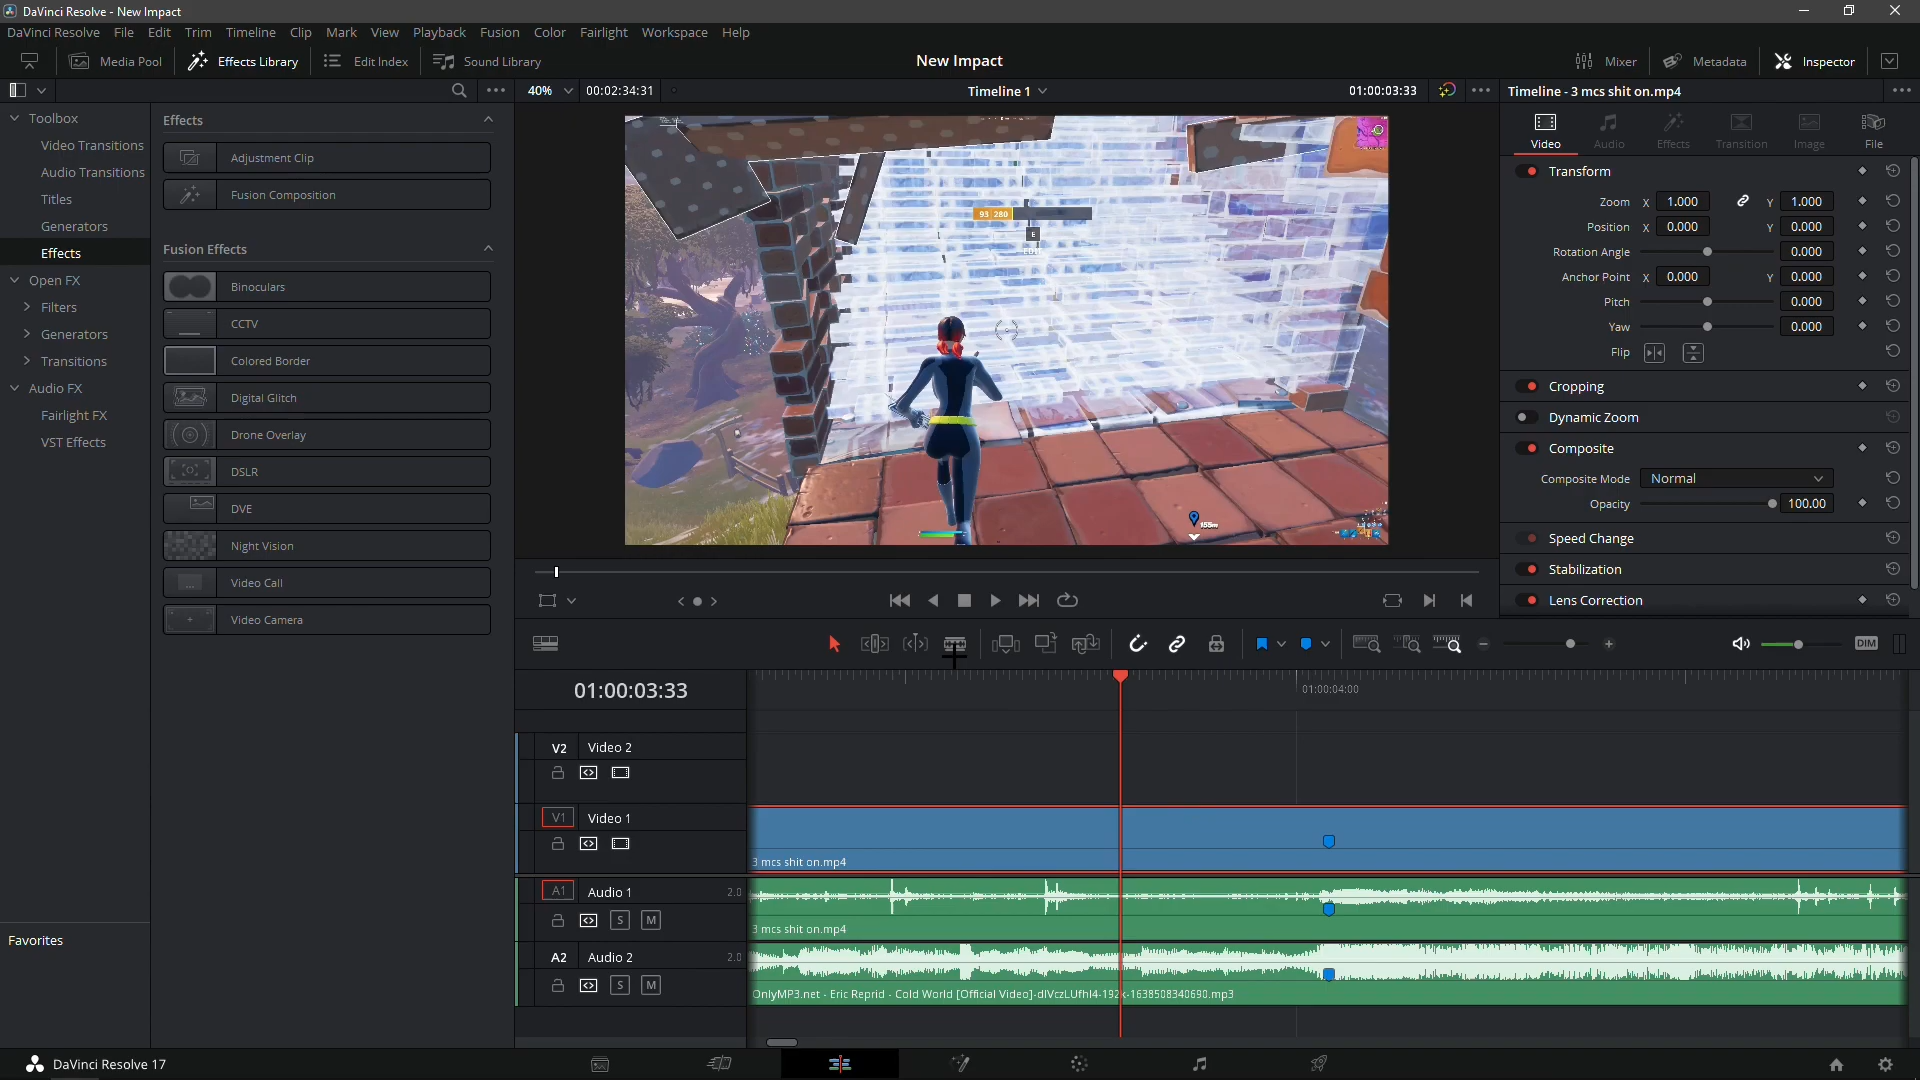 DaVinci Resolve - New Impact
DaVinci Resolve File Edit Trim Timeline Clip Mark View Playback Fusion Color Fairlight Workspace Help
Media Pool Effects Library Edit Index Sound Library New Impact Mixer Metadata Inspector
40% 00:02:34:31 Timeline 1 01:00:03:33 Timeline - 3 mcs shit on.mp4
Toolbox
Video Transitions
Audio Transitions
Titles
Generators
Effects
Open FX
Filters
Generators
Transitions
Audio FX
Fairlight FX
VST Effects
Favorites
Effects
Adjustment Clip
Fusion Composition
Fusion Effects
Binoculars
CCTV
Colored Border
Digital Glitch
Drone Overlay
DSLR
DVE
Night Vision
Video Call
Video Camera
93 280
E
155m
Video Audio Effects Transition Image File
Transform
Zoom X 1.000 Y 1.000
Position X 0.000 Y 0.000
Rotation Angle 0.000
Anchor Point X 0.000 Y 0.000
Pitch 0.000
Yaw 0.000
Flip
Cropping
Dynamic Zoom
Composite
Composite Mode Normal
Opacity 100.00
Speed Change
Stabilization
Lens Correction
DIM
01:00:03:33 01:00:04:00
V2 Video 2
V1 Video 1
3 mcs shit on.mp4
A1 Audio 1 2.0
S M
3 mcs shit on.mp4
A2 Audio 2 2.0
S M
OnlyMP3.net - Eric Reprid - Cold World [Official Video]-dIVczLUfhI4-192k-1638508340690.mp3
DaVinci Resolve 17